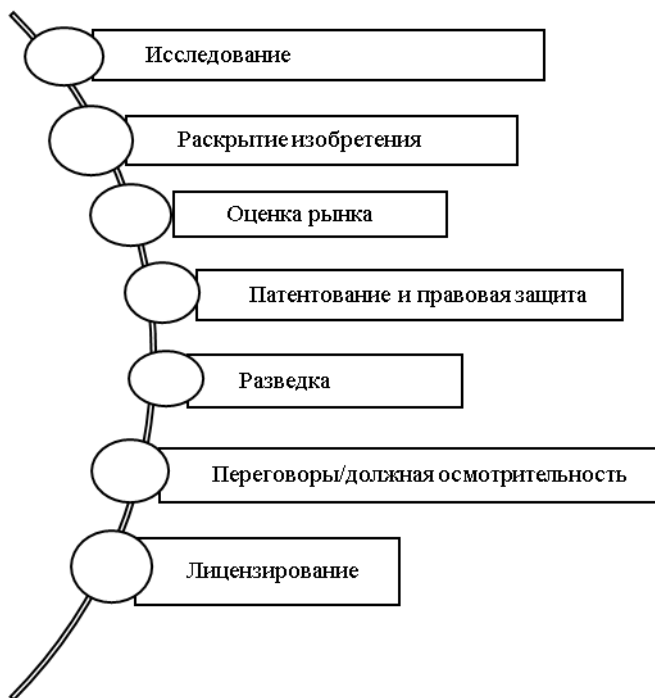 Исследование
Раскрытие изобретения
Оценка рынка
Патентование и правовая защита
Разведка
Переговоры/должная осмотрительность
Лицензирование